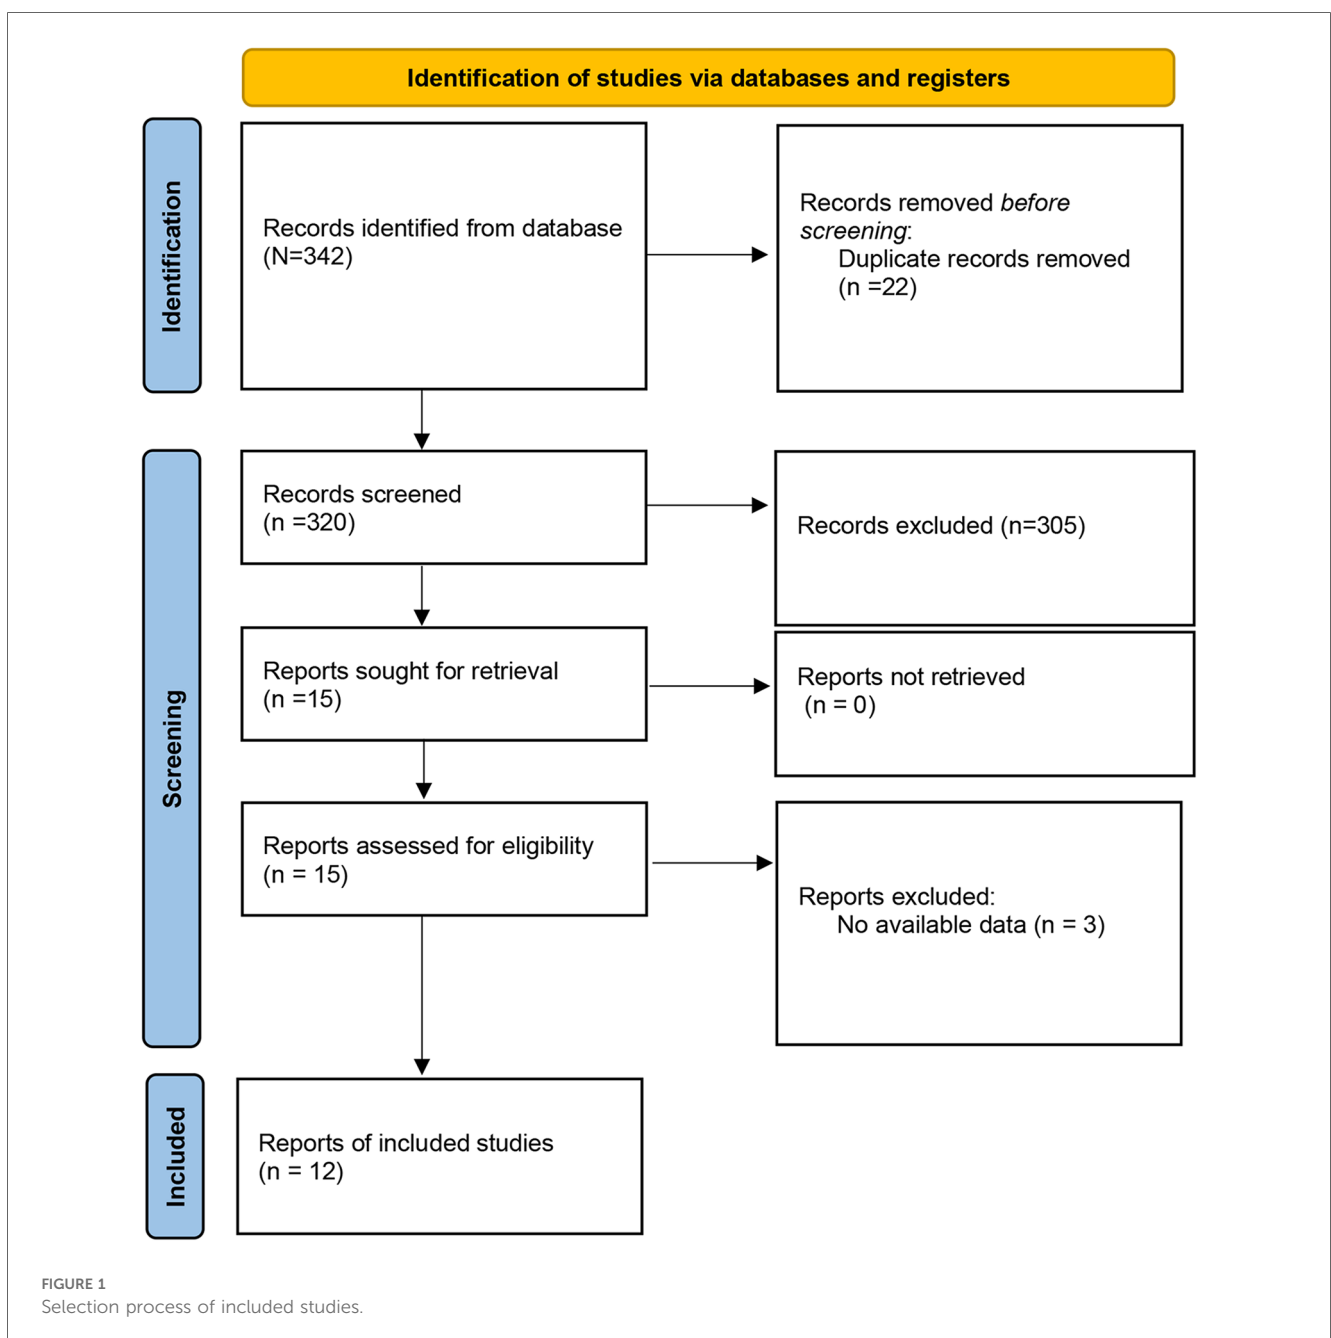 Identification of studies via databases and registers
Identification
Records identified from database
(N=342)
Records removed before
screening:
Duplicate records removed
(n =22)
Screening
Records screened
(n =320)
Records excluded (n=305)
Reports sought for retrieval
(n =15)
Reports not retrieved
(n = 0)
Reports assessed for eligibility
(n = 15)
Reports excluded:
No available data (n = 3)
Included
Reports of included studies
(n = 12)
FIGURE 1
Selection process of included studies.